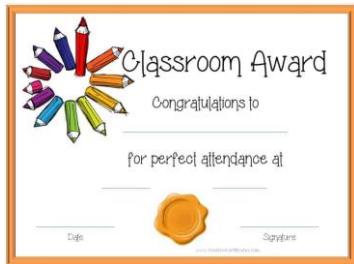 Classroom Award
Congratulations to
for perfect attendance at
Date
Signature